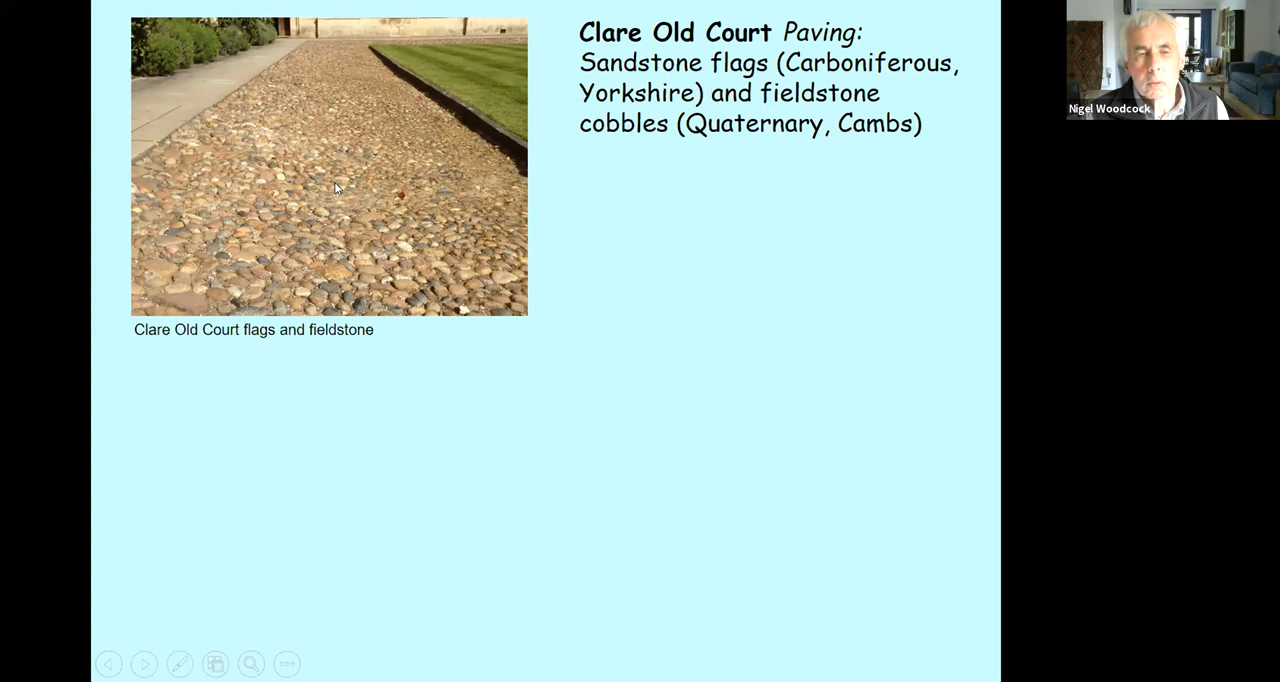 Clare Old Court Paving:
Sandstone flags (Carboniferous,
Yorkshire) and fieldstone
cobbles (Quaternary, Cambs)
Nigel Woodcock
Clare Old Court flags and fieldstone